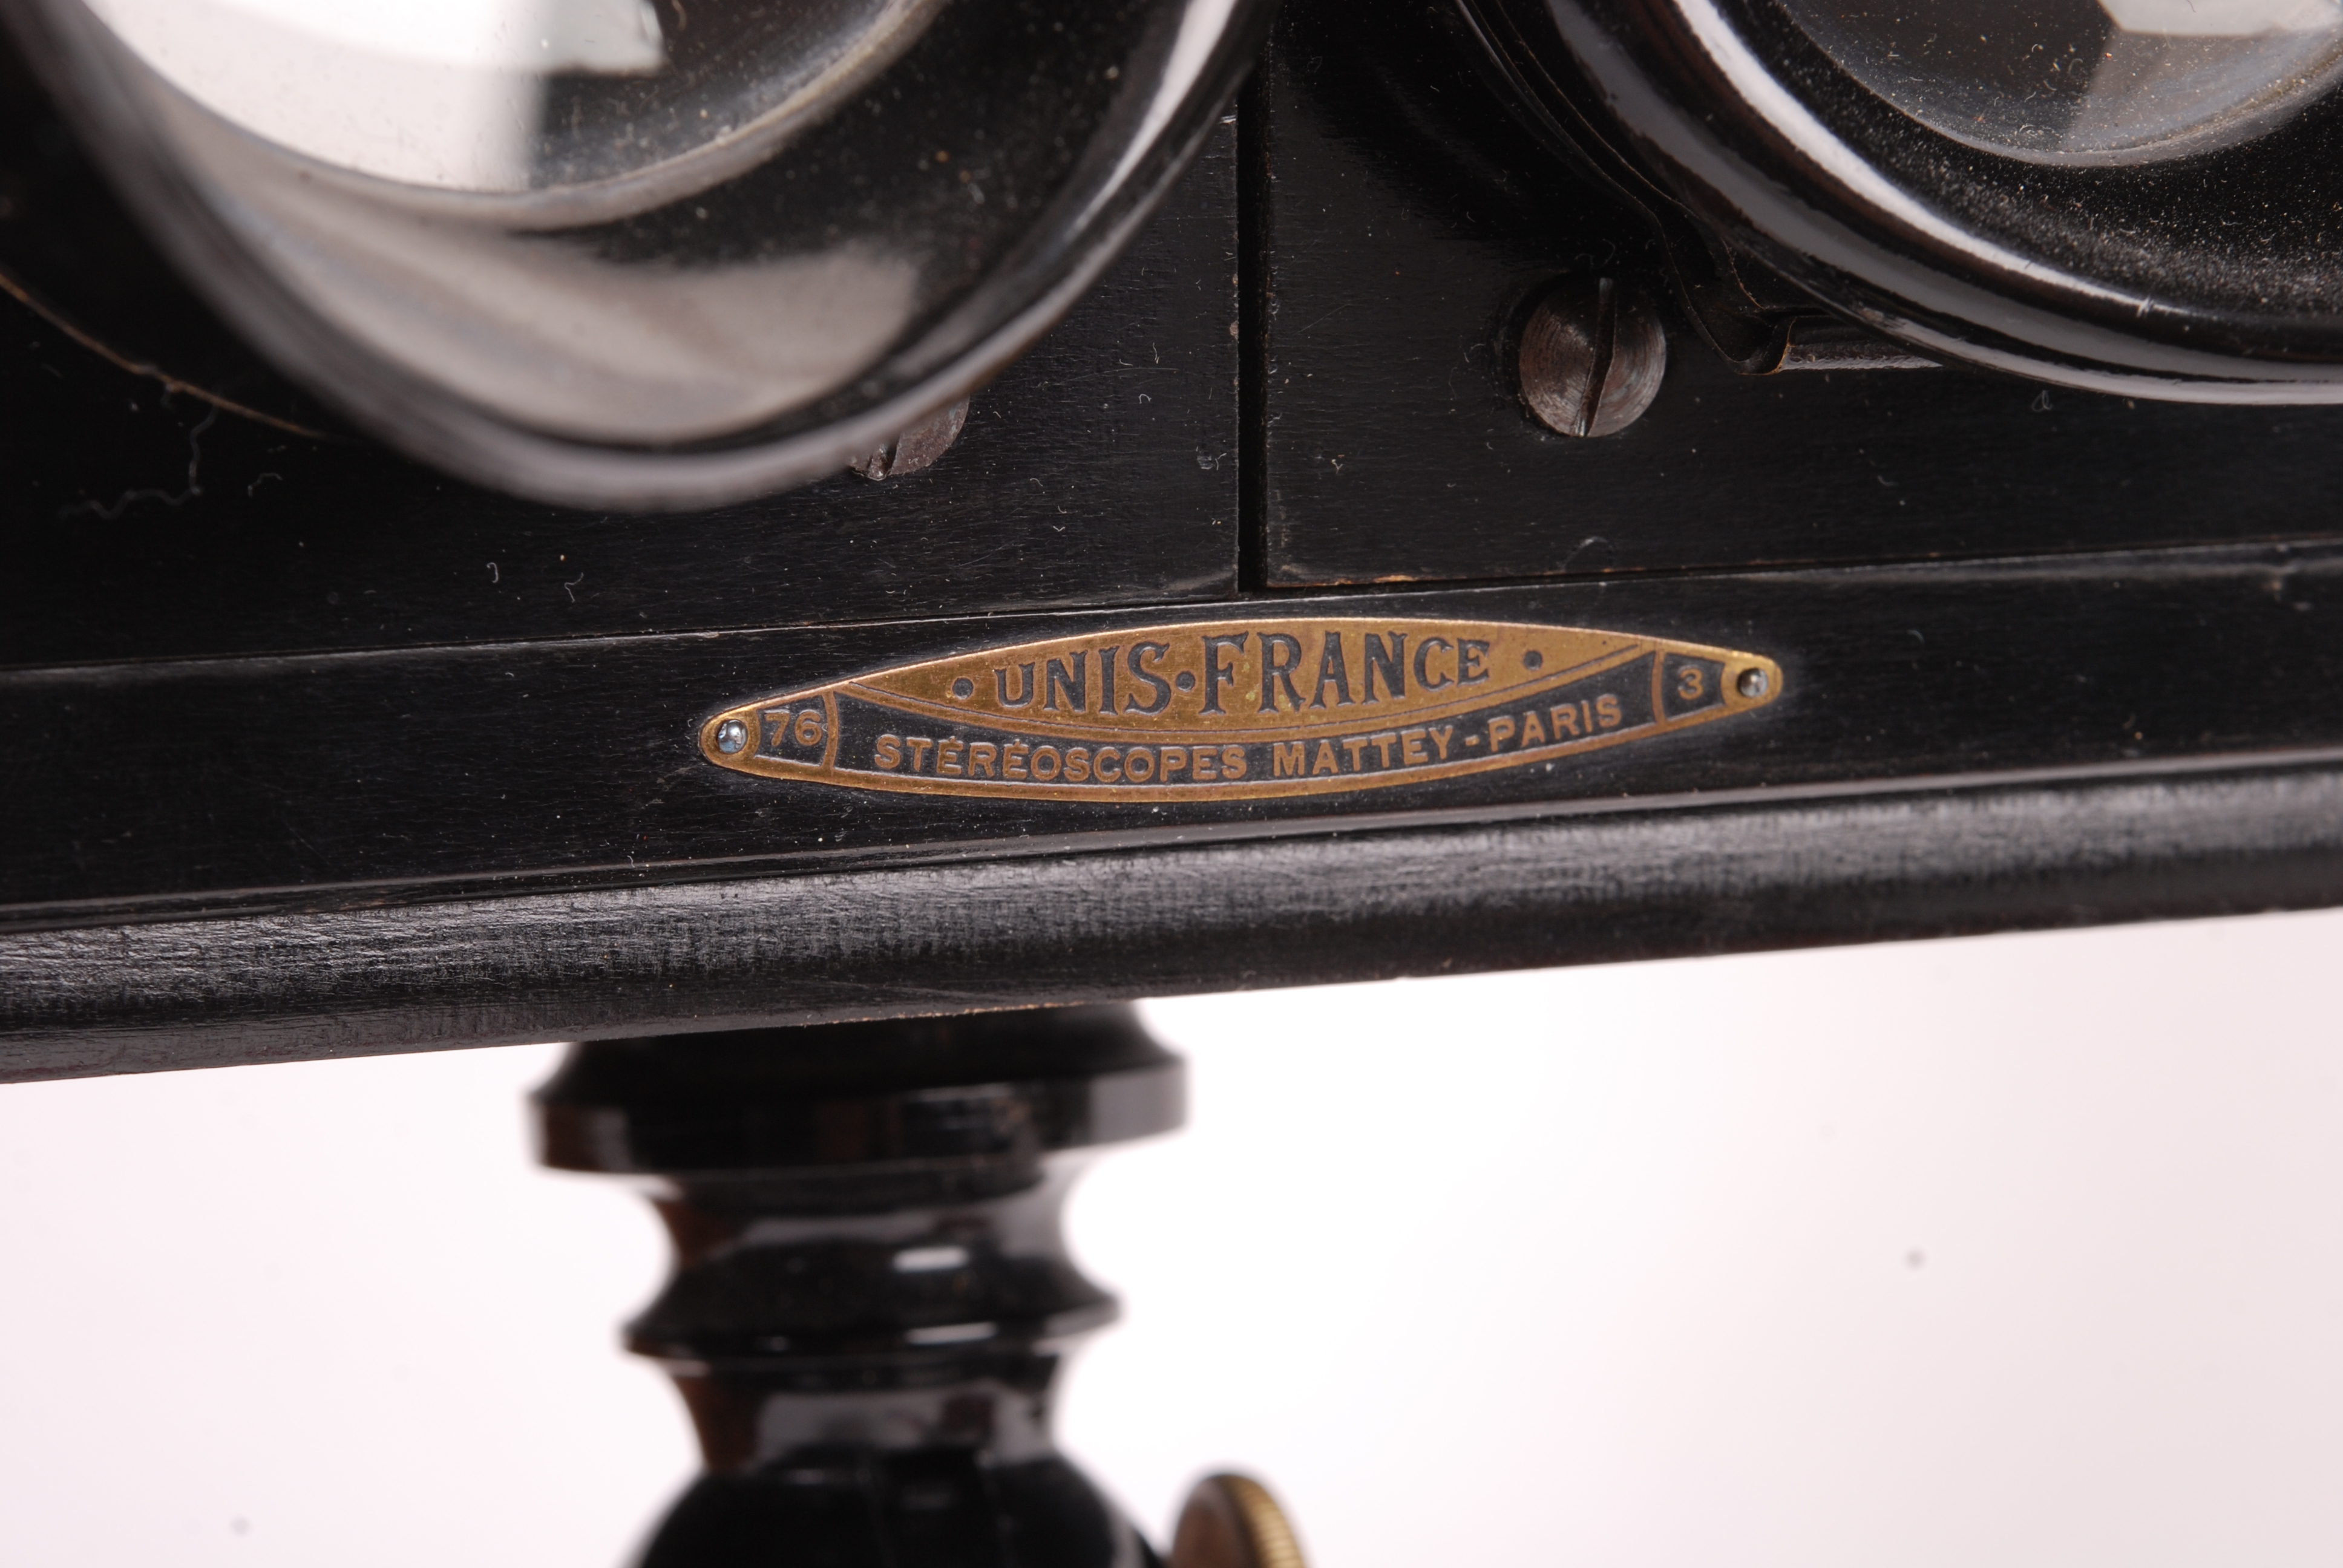 UNIS·FRANCE
76 STÉRÉOSCOPES MATTEY-PARIS 3